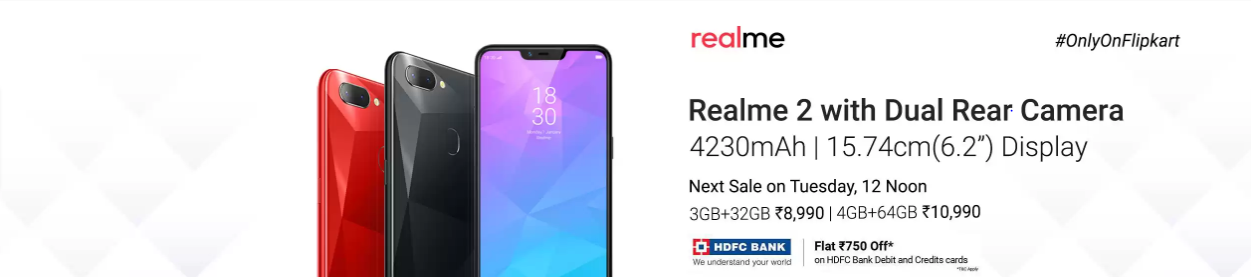 realme
#OnlyOnFlipkart
18
30
Realme 2 with Dual Rear Camera
4230mAh | 15.74cm(6.2”) Display
Next Sale on Tuesday, 12 Noon
3GB+32GB ₹8,990 | 4GB+64GB ₹10,990
HDFC BANK
We understand your world
Flat ₹750 Off*
on HDFC Bank Debit and Credits cards
*T&C Apply